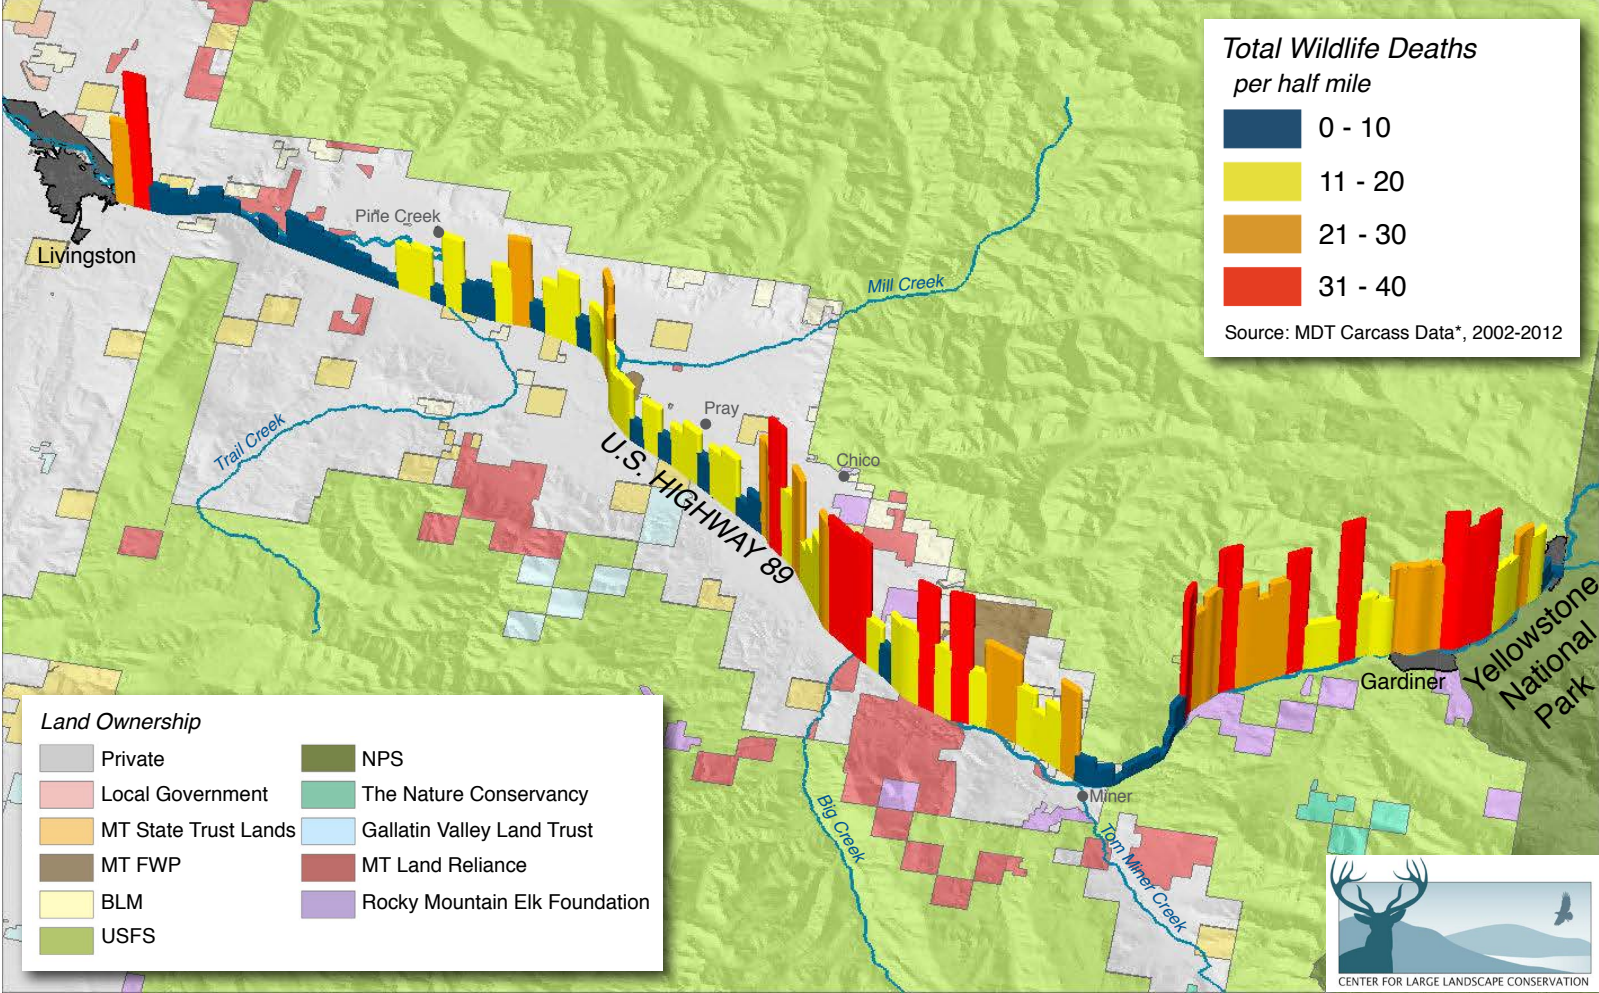 Total Wildlife Deaths
per half mile
0 - 10
11 - 20
21 - 30
31 - 40
Source: MDT Carcass Data*, 2002-2012
Livingston
Pine Creek
Mill Creek
Trail Creek
Pray
Chico
U.S. HIGHWAY 89
Gardiner
Yellowstone
National
Park
Miner
Big Creek
Tom Miner Creek
Land Ownership
Private
Local Government
MT State Trust Lands
MT FWP
BLM
USFS
NPS
The Nature Conservancy
Gallatin Valley Land Trust
MT Land Reliance
Rocky Mountain Elk Foundation
CENTER FOR LARGE LANDSCAPE CONSERVATION